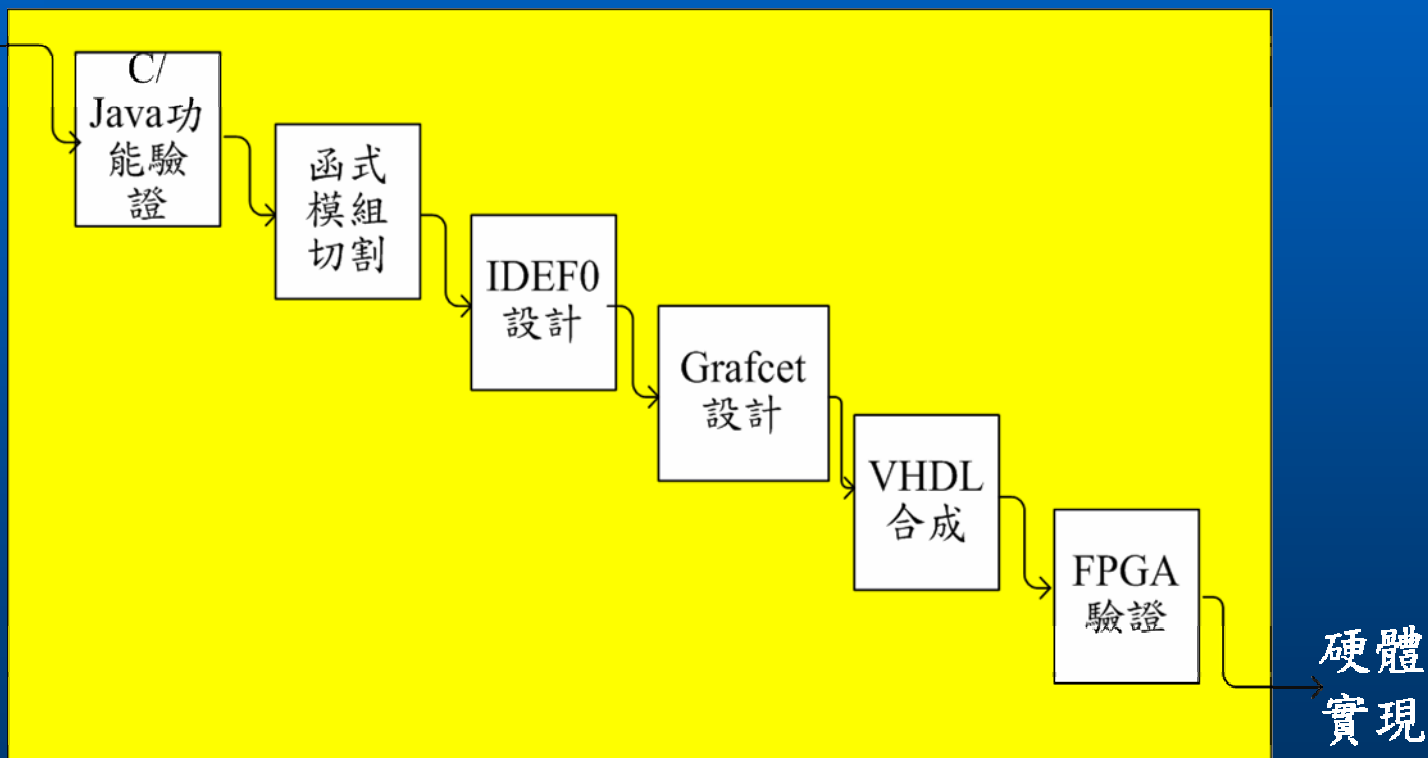 C/
Java功
能驗
證
函式
模組
切割
IDEF0
設計
Grafcet
設計
VHDL
合成
FPGA
驗證
硬體
實現